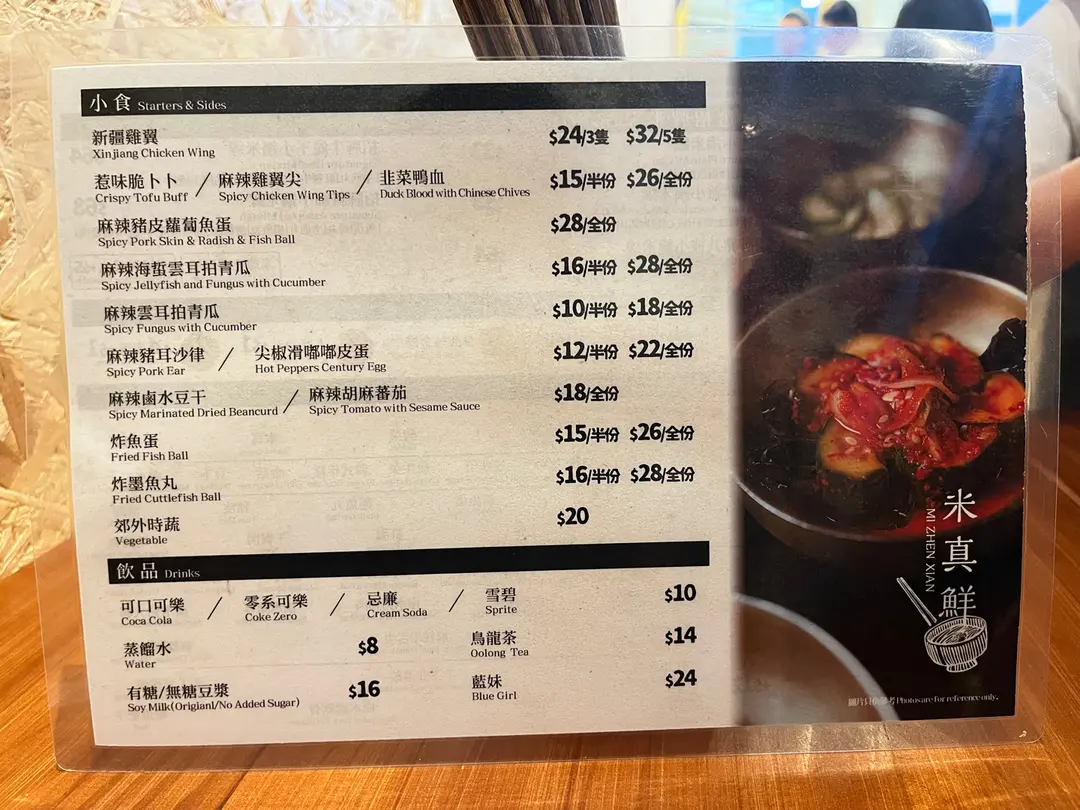 小食 Starters & Sides
新疆雞翼 $24/3隻 $32/5隻
Xinjiang Chicken Wing
惹味脆卜卜 / 麻辣雞翼尖 / 韭菜鴨血 $15/半份 $26/全份
Crispy Tofu Buff Spicy Chicken Wing Tips Duck Blood with Chinese Chives
麻辣豬皮蘿蔔魚蛋 $28/全份
Spicy Pork Skin & Radish & Fish Ball
麻辣海蜇雲耳拍青瓜 $16/半份 $28/全份
Spicy Jellyfish and Fungus with Cucumber
麻辣雲耳拍青瓜 $10/半份 $18/全份
Spicy Fungus with Cucumber
麻辣豬耳沙律 / 尖椒滑嘟嘟皮蛋 $12/半份 $22/全份
Spicy Pork Ear Hot Peppers Century Egg
麻辣鹵水豆干 / 麻辣胡麻蕃茄 $18/全份
Spicy Marinated Dried Beancurd Spicy Tomato with Sesame Sauce
炸魚蛋 $15/半份 $26/全份
Fried Fish Ball
炸墨魚丸 $16/半份 $28/全份
Fried Cuttlefish Ball
郊外時蔬 $20
Vegetable
飲品 Drinks
可口可樂 / 零系可樂 / 忌廉 / 雪碧 $10
Coca Cola Coke Zero Cream Soda Sprite
蒸餾水 $8 烏龍茶 $14
Water Oolong Tea
有糖/無糖豆漿 $16 藍妹 $24
Soy Milk(Origianl/No Added Sugar) Blue Girl
米真鮮
MI ZHEN XIAN
Photos are for reference only.